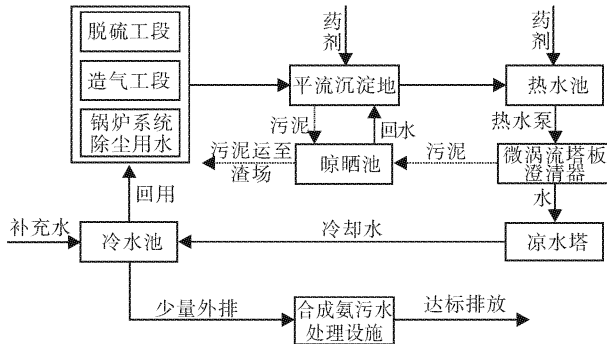 脱硫工段
造气工段
锅炉系统
除尘用水
药剂
平流沉淀地
药剂
热水池
污泥
回水
热水泵
污泥运至
渣场
晾晒池
污泥
微涡流塔板
澄清器
回用
水
补充水
冷水池
冷却水
凉水塔
少量外排
合成氨污水
处理设施
达标排放